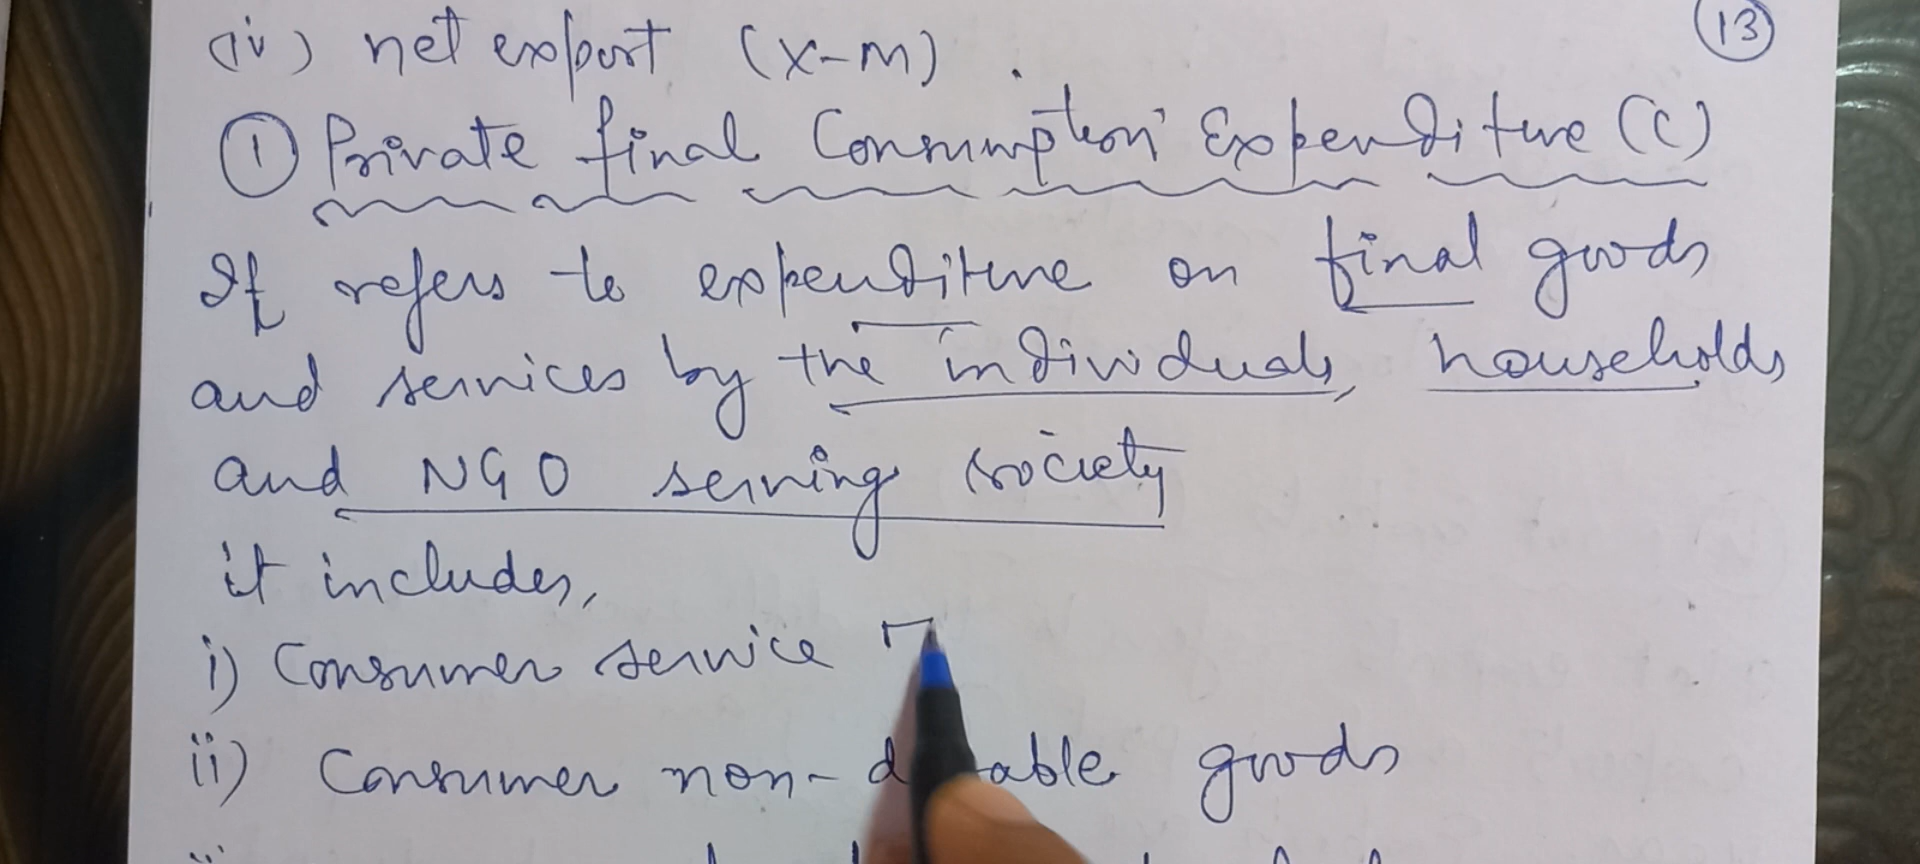 (iv) net export (X-M).
13
① Private final Consumption Expenditure (C)
It refers to expenditure on final goods
and services by the individuals, households
and NGO serving society
it includes,
i) Consumer service
ii) Consumer non- able goods